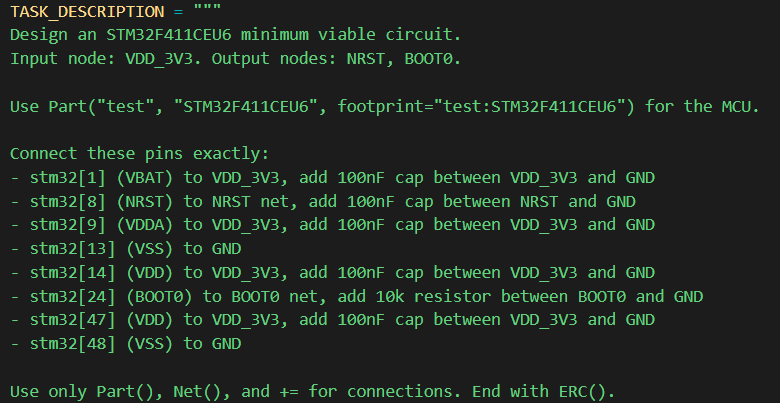 TASK_DESCRIPTION = """
Design an STM32F411CEU6 minimum viable circuit.
Input node: VDD_3V3. Output nodes: NRST, BOOT0.
Use Part("test", "STM32F411CEU6", footprint="test:STM32F411CEU6") for the MCU.
Connect these pins exactly:
- stm32[1] (VBAT) to VDD_3V3, add 100nF cap between VDD_3V3 and GND
- stm32[8] (NRST) to NRST net, add 100nF cap between NRST and GND
- stm32[9] (VDDA) to VDD_3V3, add 100nF cap between VDD_3V3 and GND
- stm32[13] (VSS) to GND
- stm32[14] (VDD) to VDD_3V3, add 100nF cap between VDD_3V3 and GND
- stm32[24] (BOOT0) to BOOT0 net, add 10k resistor between BOOT0 and GND
- stm32[47] (VDD) to VDD_3V3, add 100nF cap between VDD_3V3 and GND
- stm32[48] (VSS) to GND
Use only Part(), Net(), and += for connections. End with ERC().